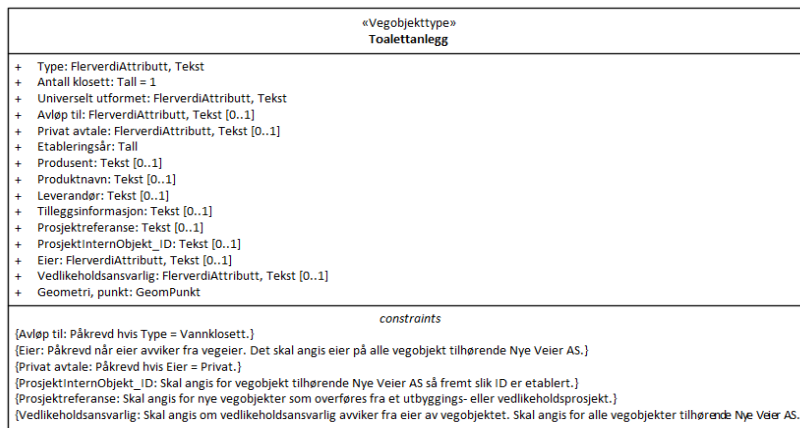 «Vegobjekttype»
Toalettanlegg
+ Type: FlerverdiAttributt, Tekst
+ Antall klosett: Tall = 1
+ Universelt utformet: FlerverdiAttributt, Tekst
+ Avløp til: FlerverdiAttributt, Tekst [0..1]
+ Privat avtale: FlerverdiAttributt, Tekst [0..1]
+ Etableringsår: Tall
+ Produsent: Tekst [0..1]
+ Produktnavn: Tekst [0..1]
+ Leverandør: Tekst [0..1]
+ Tilleggsinformasjon: Tekst [0..1]
+ Prosjektreferanse: Tekst [0..1]
+ ProsjektInternObjekt_ID: Tekst [0..1]
+ Eier: FlerverdiAttributt, Tekst [0..1]
+ Vedlikeholdsansvarlig: FlerverdiAttributt, Tekst [0..1]
+ Geometri, punkt: GeomPunkt
constraints
{Avløp til: Påkrevd hvis Type = Vannklosett.}
{Eier: Påkrevd når eier avviker fra vegeier. Det skal angis eier på alle vegobjekt tilhørende Nye Veier AS.}
{Privat avtale: Påkrevd hvis Eier = Privat.}
{ProsjektInternObjekt_ID: Skal angis for vegobjekt tilhørende Nye Veier AS så fremt slik ID er etablert.}
{Prosjektreferanse: Skal angis for nye vegobjekter som overføres fra et utbyggings- eller vedlikeholdsprosjekt.}
{Vedlikeholdsansvarlig: Skal angis om vedlikeholdsansvarlig avviker fra eier av vegobjektet. Skal angis for alle vegobjekter tilhørende Nye Veier AS.}